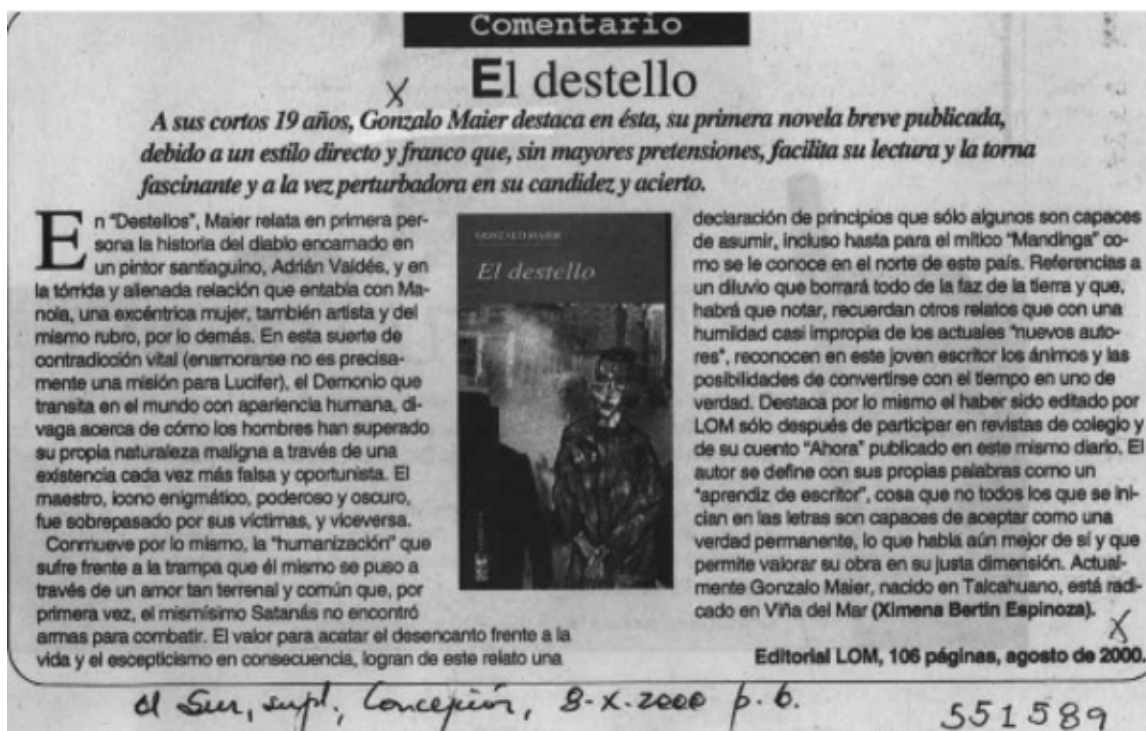 Comentario
El destello
X
A sus cortos 19 años, Gonzalo Maier destaca en ésta, su primera novela breve publicada,
debido a un estilo directo y franco que, sin mayores pretensiones, facilita su lectura y la torna
fascinante y a la vez perturbadora en su candidez y acierto.
En "Destellos", Maier relata en primera per-
sona la historia del diablo encarnado en
un pintor santiaguino, Adrián Valdés, y en
la tórrida y alienada relación que entabla con Ma-
nola, una excéntrica mujer, también artista y del
mismo rubro, por lo demás. En esta suerte de
contradicción vital (enamorarse no es precisa-
mente una misión para Lucifer), el Demonio que
transita en el mundo con apariencia humana, di-
vaga acerca de cómo los hombres han superado
su propia naturaleza maligna a través de una
existencia cada vez más falsa y oportunista. El
maestro, icono enigmático, poderoso y oscuro,
fue sobrepasado por sus víctimas, y viceversa.
Conmueve por lo mismo, la "humanización" que
sufre frente a la trampa que él mismo se puso a
través de un amor tan terrenal y común que, por
primera vez, el mismísimo Satanás no encontró
armas para combatir. El valor para acatar el desencanto frente a la
vida y el escepticismo en consecuencia, logran de este relato una
GONZALO MAIER
El destello
declaración de principios que sólo algunos son capaces
de asumir, incluso hasta para el mítico "Mandinga" co-
mo se le conoce en el norte de este país. Referencias a
un diluvio que borrará todo de la faz de la tierra y que,
habrá que notar, recuerdan otros relatos que con una
humildad casi impropia de los actuales "nuevos auto-
res", reconocen en este joven escritor los ánimos y las
posibilidades de convertirse con el tiempo en uno de
verdad. Destaca por lo mismo el haber sido editado por
LOM sólo después de participar en revistas de colegio y
de su cuento "Ahora" publicado en este mismo diario. El
autor se define con sus propias palabras como un
"aprendiz de escritor", cosa que no todos los que se ini-
cian en las letras son capaces de aceptar como una
verdad permanente, lo que habla aún mejor de sí y que
permite valorar su obra en su justa dimensión. Actual-
mente Gonzalo Maier, nacido en Talcahuano, está radi-
cado en Viña del Mar (Ximena Bertin Espinoza).
X
Editorial LOM, 106 páginas, agosto de 2000.
el Sur, supl., Concepción, 8-X-2000 p. 6.
551589